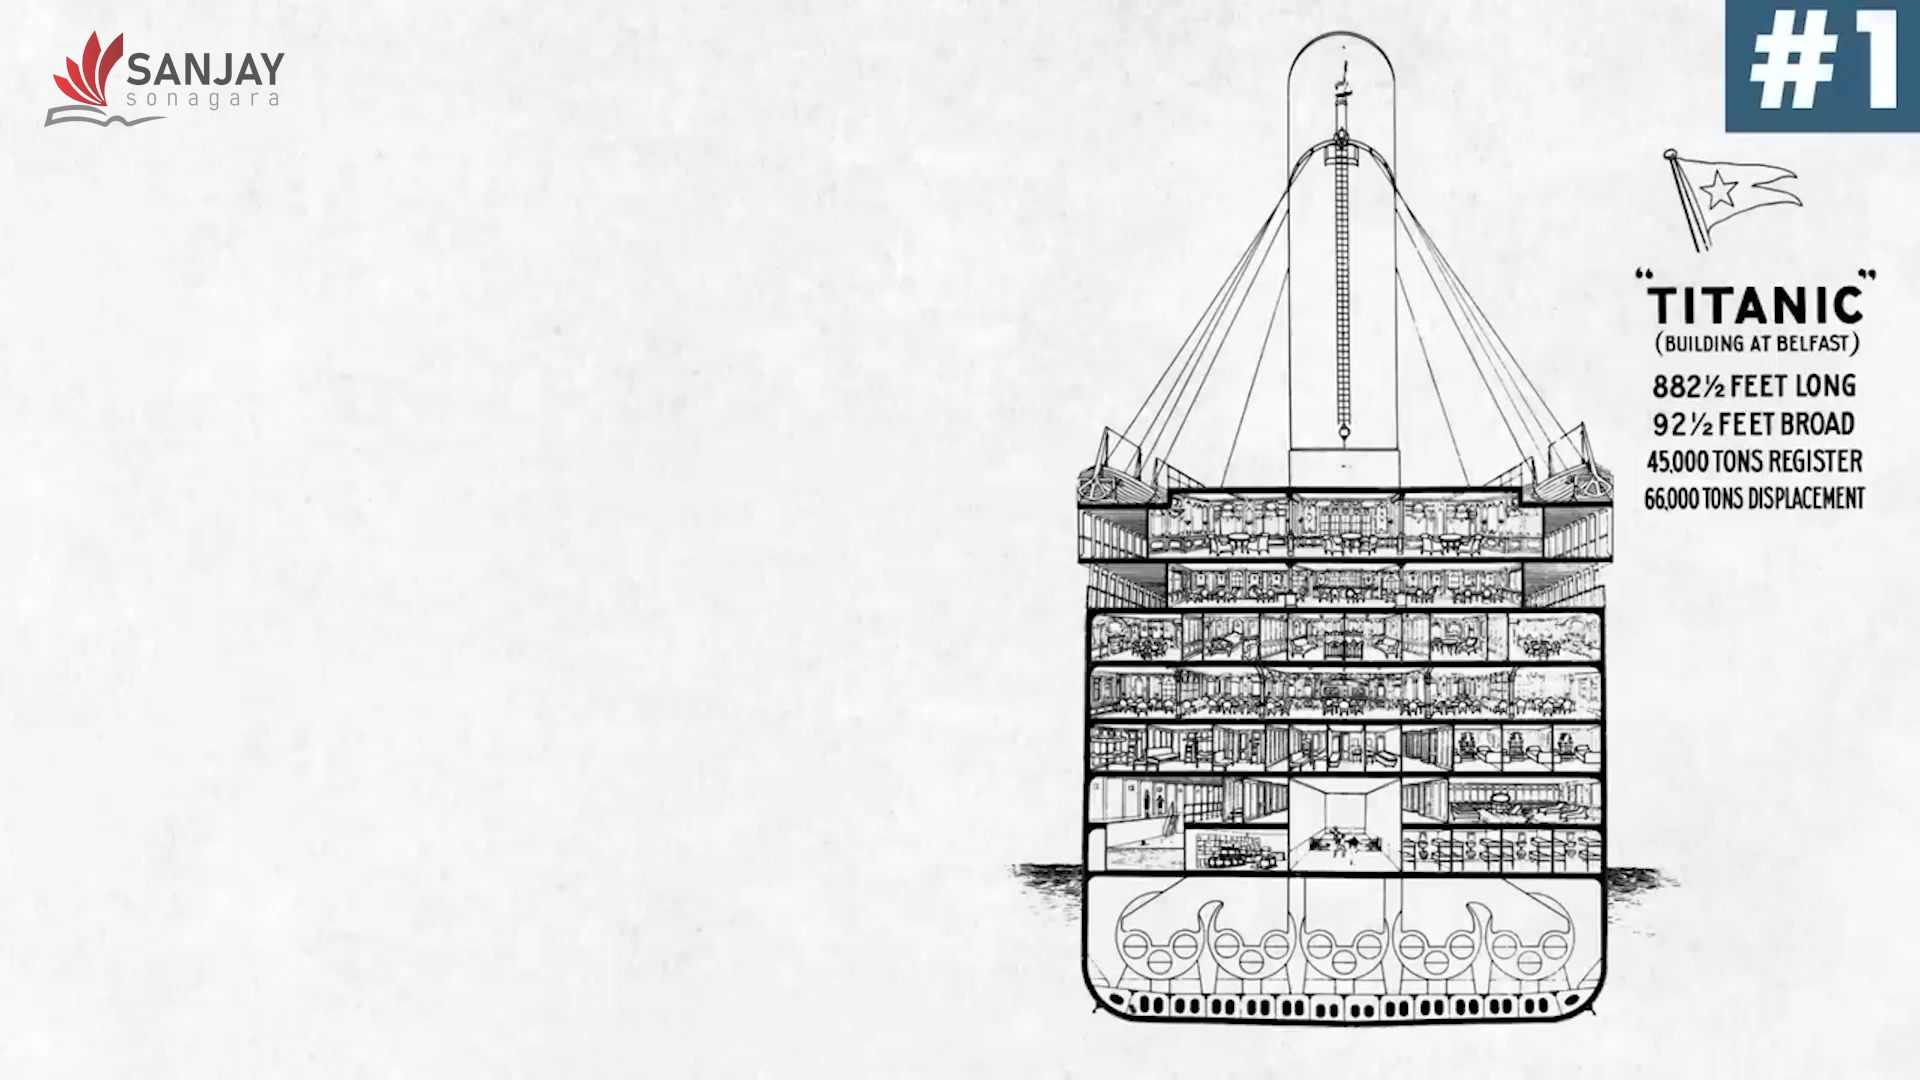 SANJAY
sonagara
#1
"TITANIC"
(BUILDING AT BELFAST)
882½ FEET LONG
92½ FEET BROAD
45,000 TONS REGISTER
66,000 TONS DISPLACEMENT